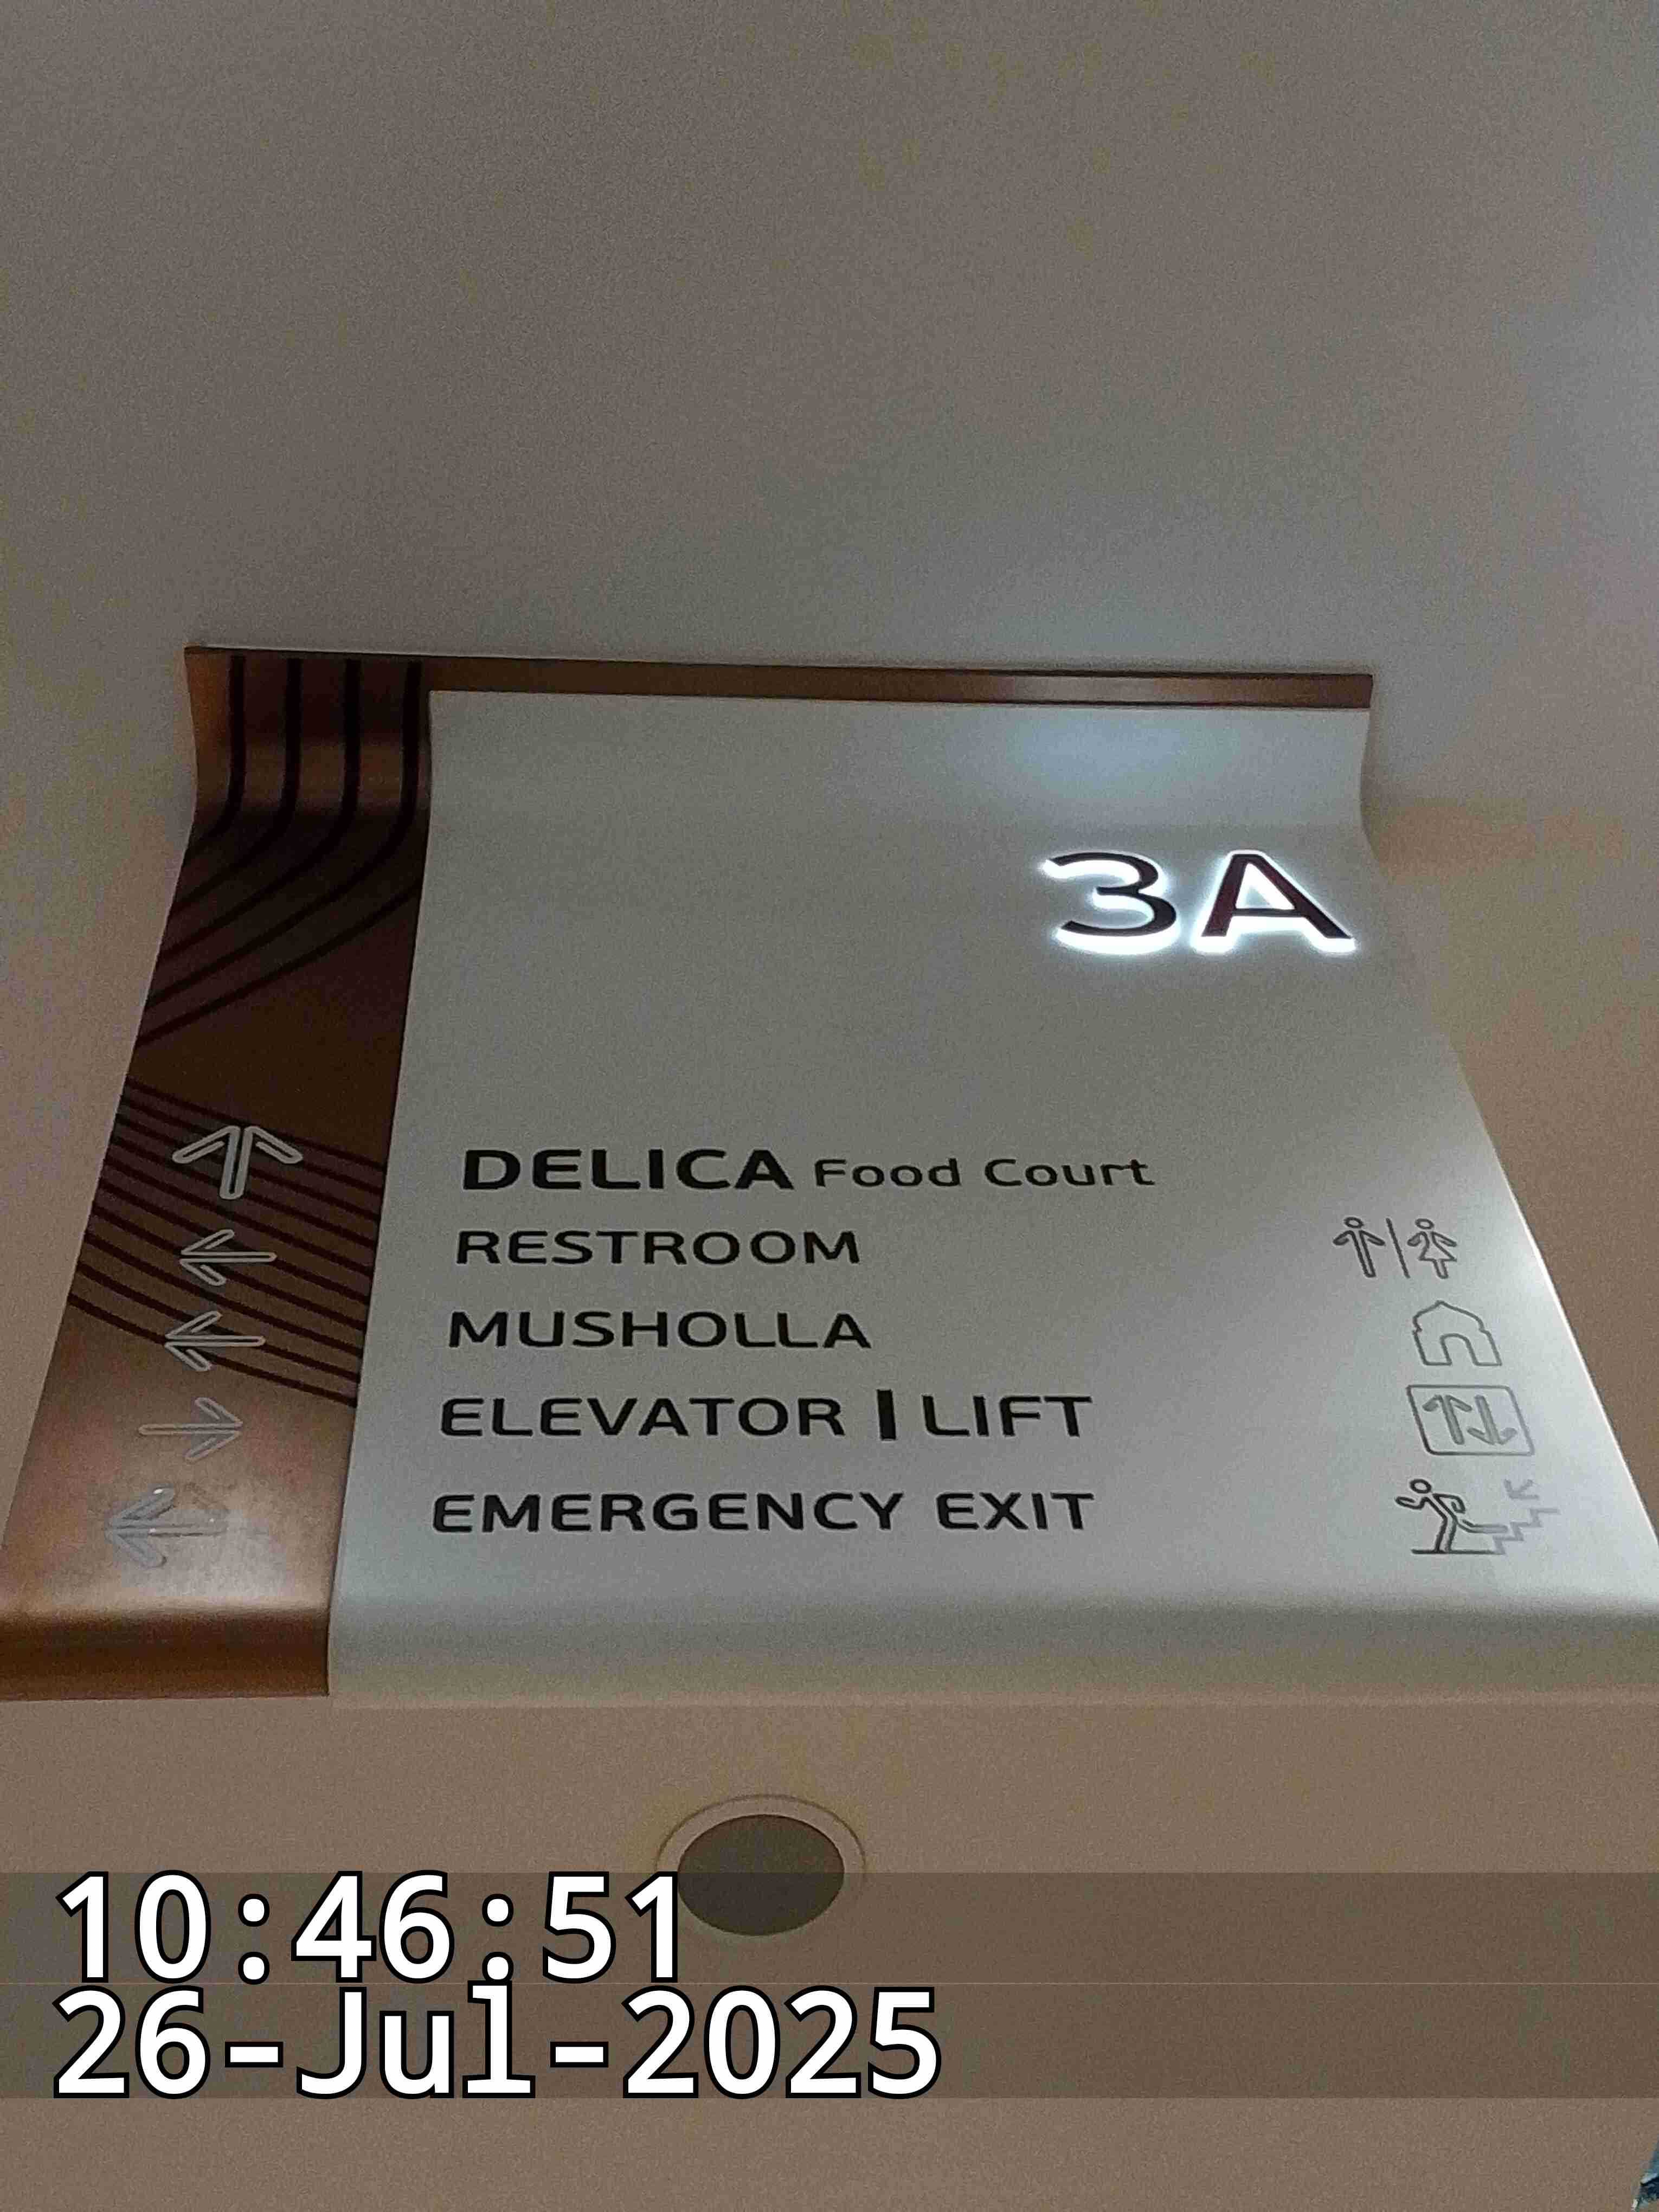 3A
DELICA Food Court
RESTROOM
MUSHOLLA
ELEVATOR | LIFT
EMERGENCY EXIT
10:46:51
26-Jul-2025